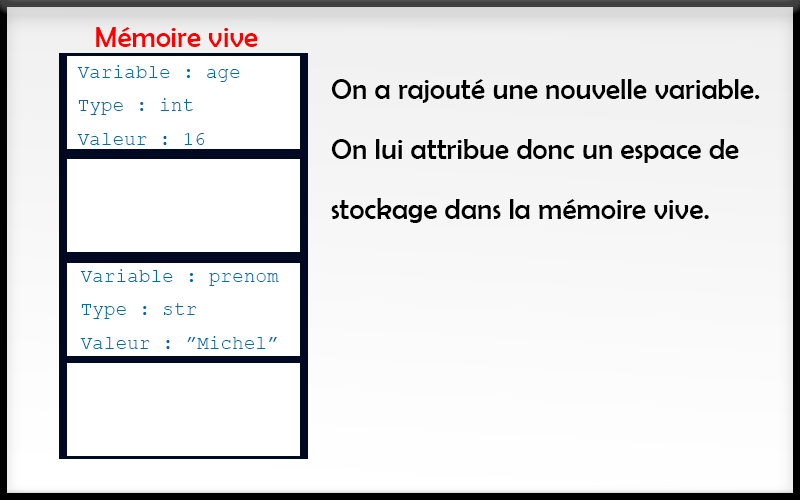 Mémoire vive
Variable : age
Type : int
Valeur : 16
Variable : prenom
Type : str
Valeur : ”Michel”
On a rajouté une nouvelle variable.
On lui attribue donc un espace de
stockage dans la mémoire vive.